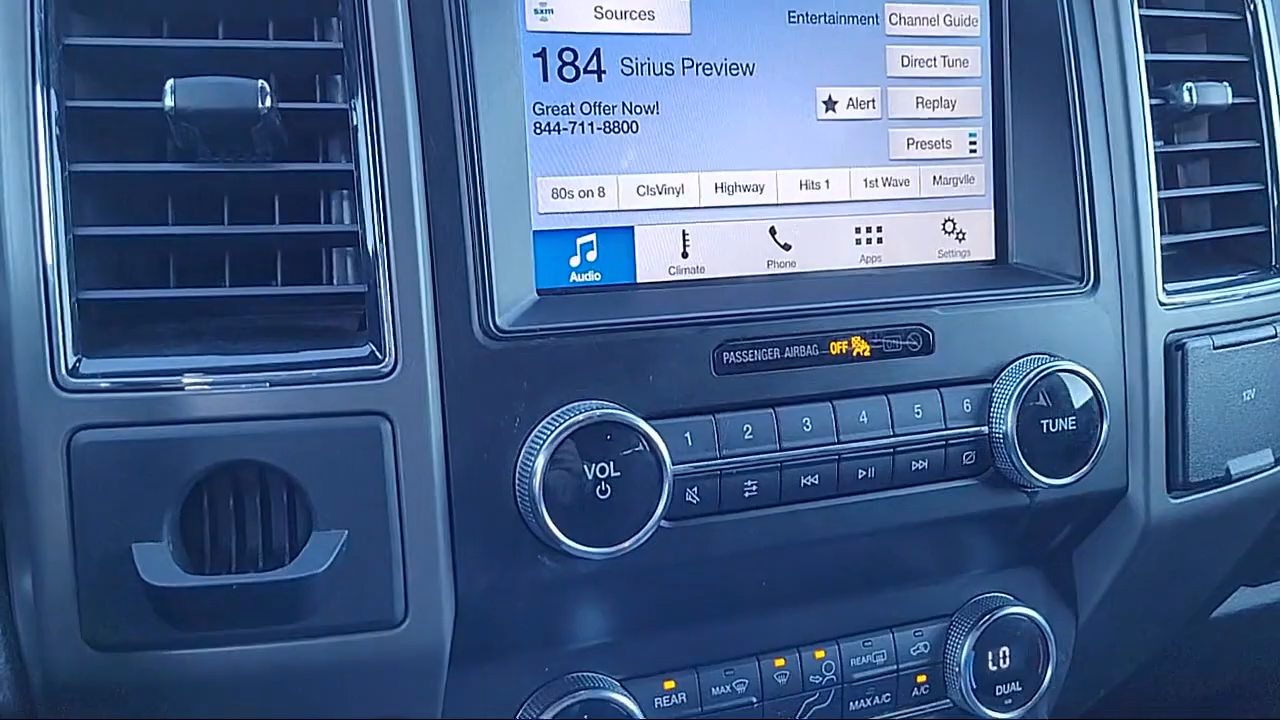 sxm
Sources
Entertainment
Channel Guide
184 Sirius Preview
Direct Tune
Great Offer Now!
844-711-8800
Alert
Replay
Presets
80s on 8
ClsVinyl
Highway
Hits 1
1st Wave
Margvlle
Audio
Climate
Phone
Apps
Settings
PASSENGER AIRBAG OFF
VOL
1
2
3
4
5
6
TUNE
12V
REAR
MAX
REAR
MAX A/C
A/C
LO
DUAL